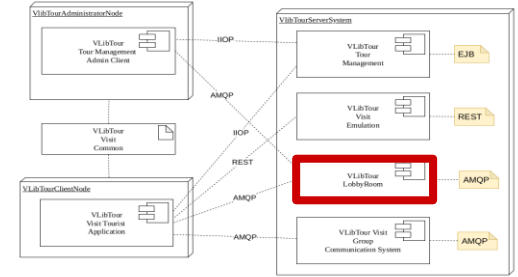 VLibTourAdministratorNode
VLibTour
Tour Management
Admin Client
VLibTour
Visit
Common
VLibTourClientNode
VLibTour
Visit Tourist
Application
IIOP
AMQP
IIOP
REST
AMQP
AMQP
VlibTourServerSystem
VLibTour
Tour
Management
EJB
VLibTour
Visit
Emulation
REST
VLibTour
LobbyRoom
AMQP
VLibTour Visit
Group
Communication System
AMQP